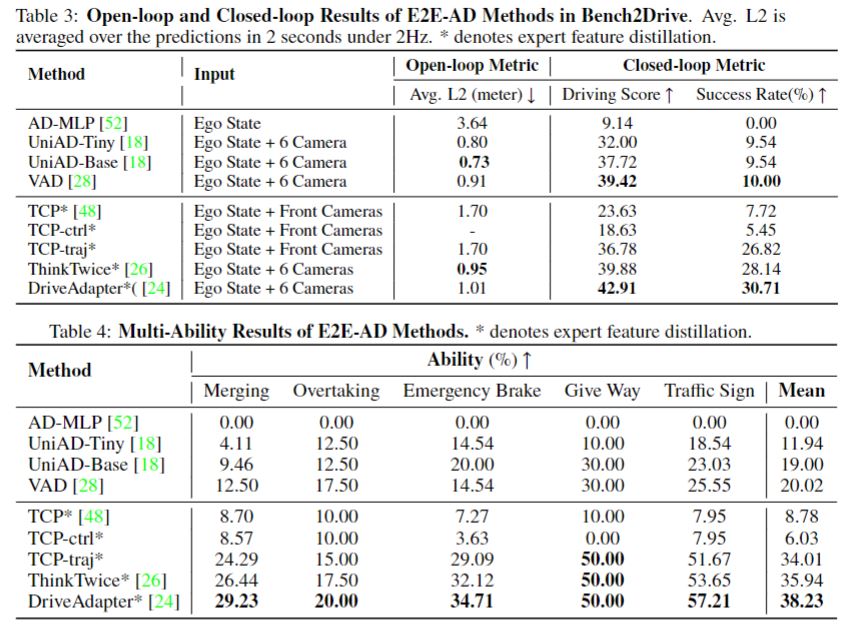 Table 3: Open-loop and Closed-loop Results of E2E-AD Methods in Bench2Drive. Avg. L2 is
averaged over the predictions in 2 seconds under 2Hz. * denotes expert feature distillation.
Method Input Open-loop Metric Closed-loop Metric
Avg. L2 (meter) ↓ Driving Score ↑ Success Rate(%) ↑
AD-MLP [52] Ego State 3.64 9.14 0.00
UniAD-Tiny [18] Ego State + 6 Camera 0.80 32.00 9.54
UniAD-Base [18] Ego State + 6 Camera 0.73 37.72 9.54
VAD [28] Ego State + 6 Camera 0.91 39.42 10.00
TCP* [48] Ego State + Front Cameras 1.70 23.63 7.72
TCP-ctrl* Ego State + Front Cameras - 18.63 5.45
TCP-traj* Ego State + Front Cameras 1.70 36.78 26.82
ThinkTwice* [26] Ego State + 6 Cameras 0.95 39.88 28.14
DriveAdapter*( [24] Ego State + 6 Cameras 1.01 42.91 30.71
Table 4: Multi-Ability Results of E2E-AD Methods. * denotes expert feature distillation.
Method Ability (%) ↑
Merging Overtaking Emergency Brake Give Way Traffic Sign Mean
AD-MLP [52] 0.00 0.00 0.00 0.00 0.00 0.00
UniAD-Tiny [18] 4.11 12.50 14.54 10.00 18.54 11.94
UniAD-Base [18] 9.46 12.50 20.00 30.00 23.03 19.00
VAD [28] 12.50 17.50 14.54 30.00 25.55 20.02
TCP* [48] 8.70 10.00 7.27 10.00 7.95 8.78
TCP-ctrl* 8.57 10.00 3.63 0.00 7.95 6.03
TCP-traj* 24.29 15.00 29.09 50.00 51.67 34.01
ThinkTwice* [26] 26.44 17.50 32.12 50.00 53.65 35.94
DriveAdapter* [24] 29.23 20.00 34.71 50.00 57.21 38.23